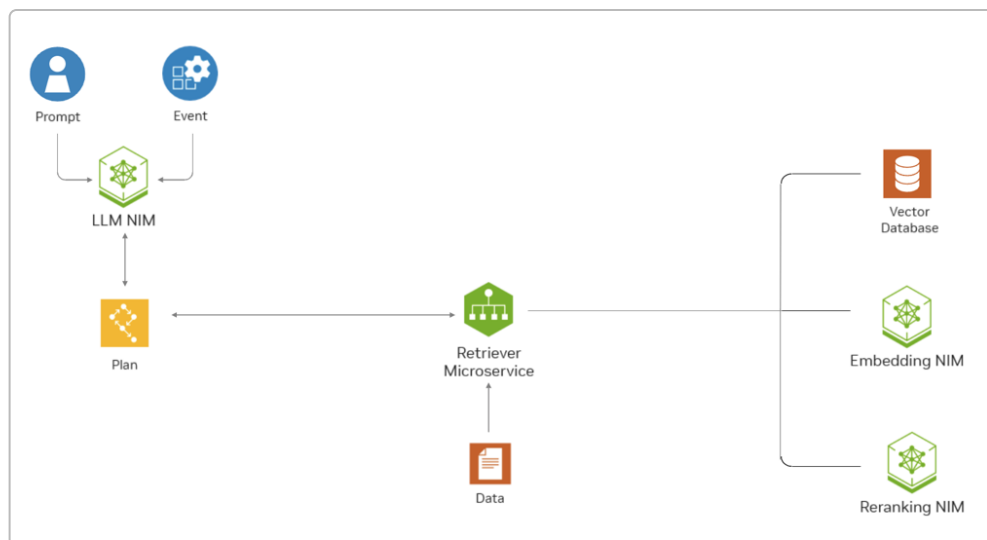 Prompt
Event
LLM NIM
Vector
Database
Plan
Retriever
Microservice
Embedding NIM
Data
Reranking NIM